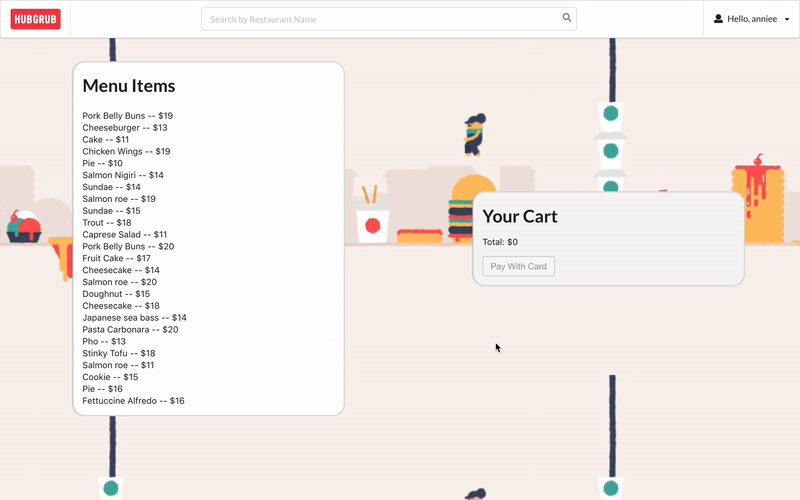 HUBGRUB
Search by Restaurant Name
Hello, anniee
Menu Items
Pork Belly Buns -- $19
Cheeseburger -- $13
Cake -- $11
Chicken Wings -- $19
Pie -- $10
Salmon Nigiri -- $14
Sundae -- $14
Salmon roe -- $19
Sundae -- $15
Trout -- $18
Caprese Salad -- $11
Pork Belly Buns -- $20
Fruit Cake -- $17
Cheesecake -- $14
Salmon roe -- $20
Doughnut -- $15
Cheesecake -- $18
Japanese sea bass -- $14
Pasta Carbonara -- $20
Pho -- $13
Stinky Tofu -- $18
Salmon roe -- $11
Cookie -- $15
Pie -- $16
Fettuccine Alfredo -- $16
Your Cart
Total: $0
Pay With Card